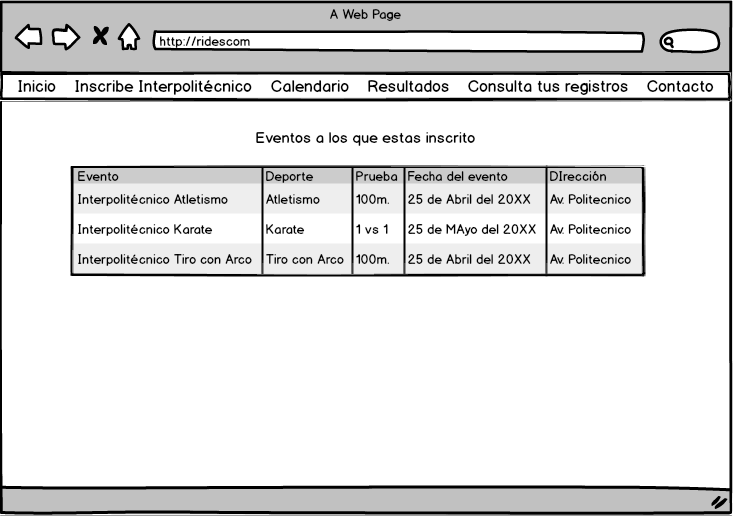 A Web Page
http://ridescom
Inicio Inscribe Interpolitécnico Calendario Resultados Consulta tus registros Contacto
Eventos a los que estas inscrito
Evento Deporte Prueba Fecha del evento DIrección
Interpolitécnico Atletismo Atletismo 100m. 25 de Abril del 20XX Av. Politecnico
Interpolitécnico Karate Karate 1 vs 1 25 de MAyo del 20XX Av. Politecnico
Interpolitécnico Tiro con Arco Tiro con Arco 100m. 25 de Abril del 20XX Av. Politecnico